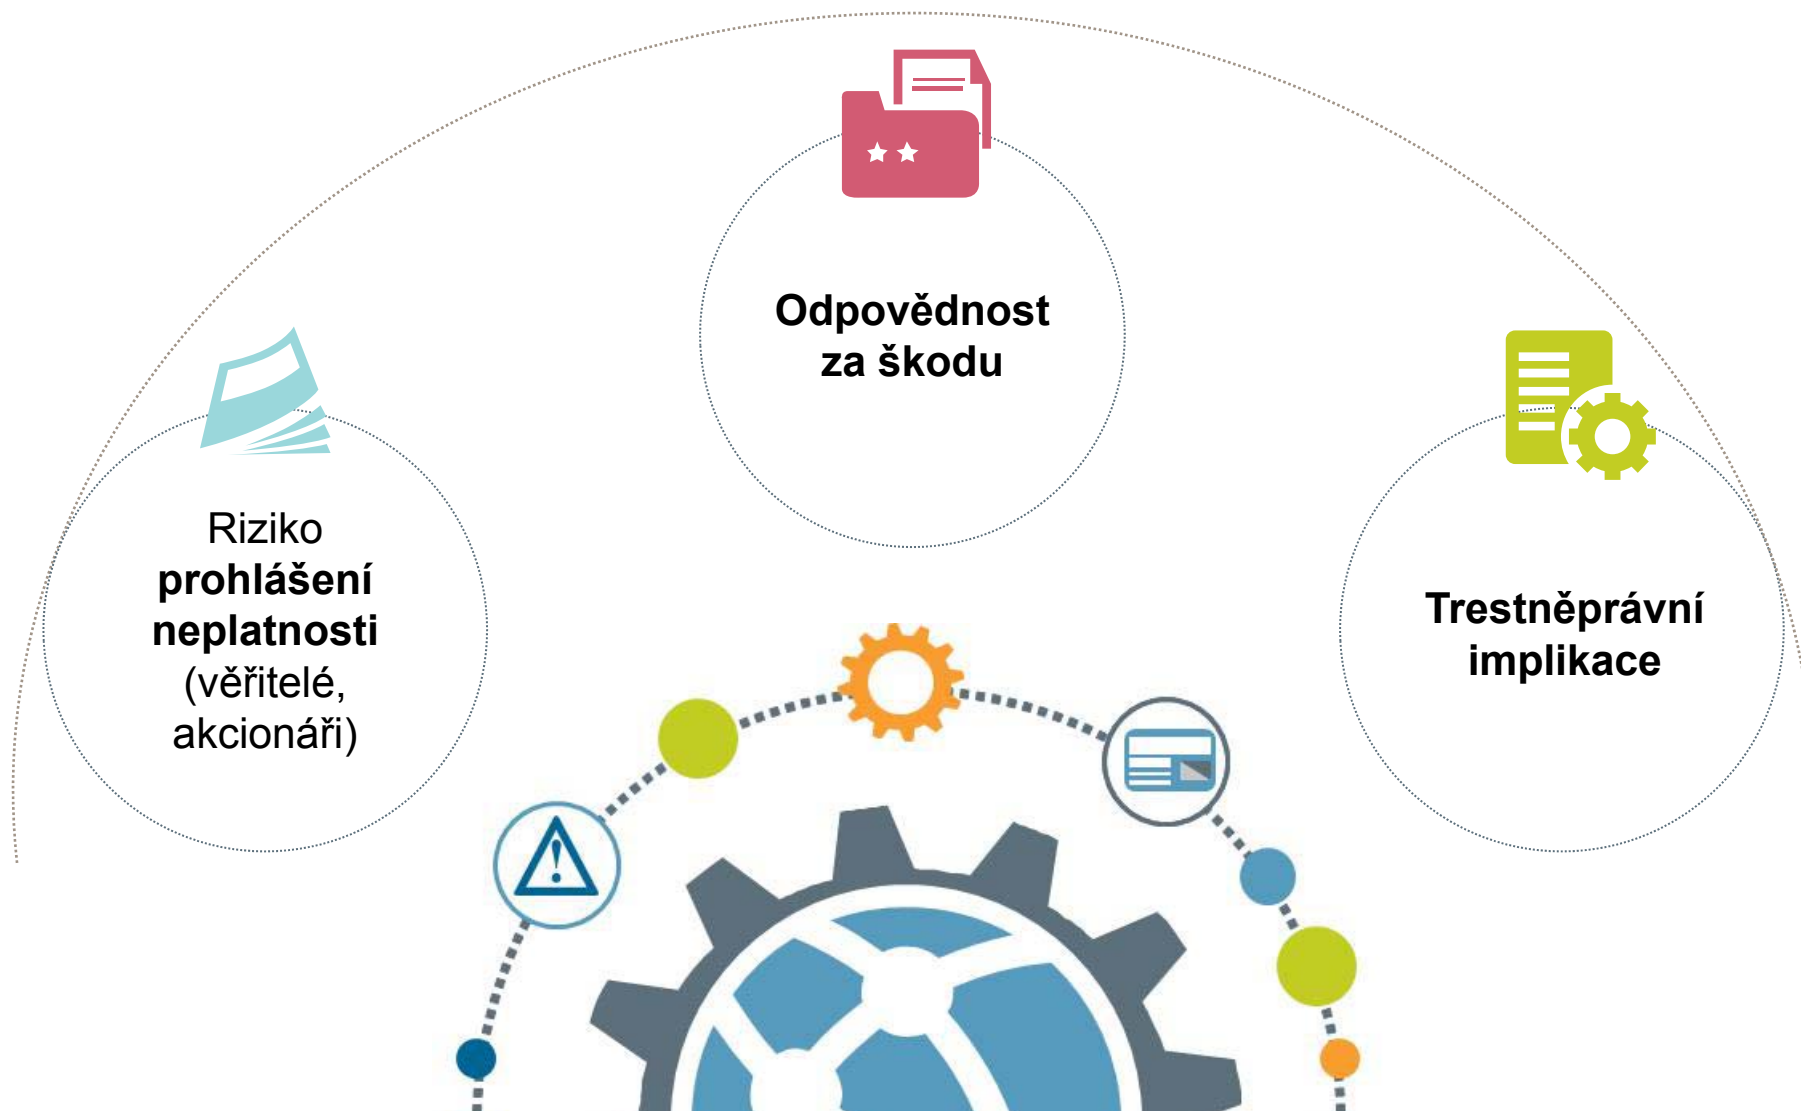 Riziko
prohlášení
neplatnosti
(věřitelé,
akcionáři)
Odpovědnost
za škodu
Trestněprávní
implikace